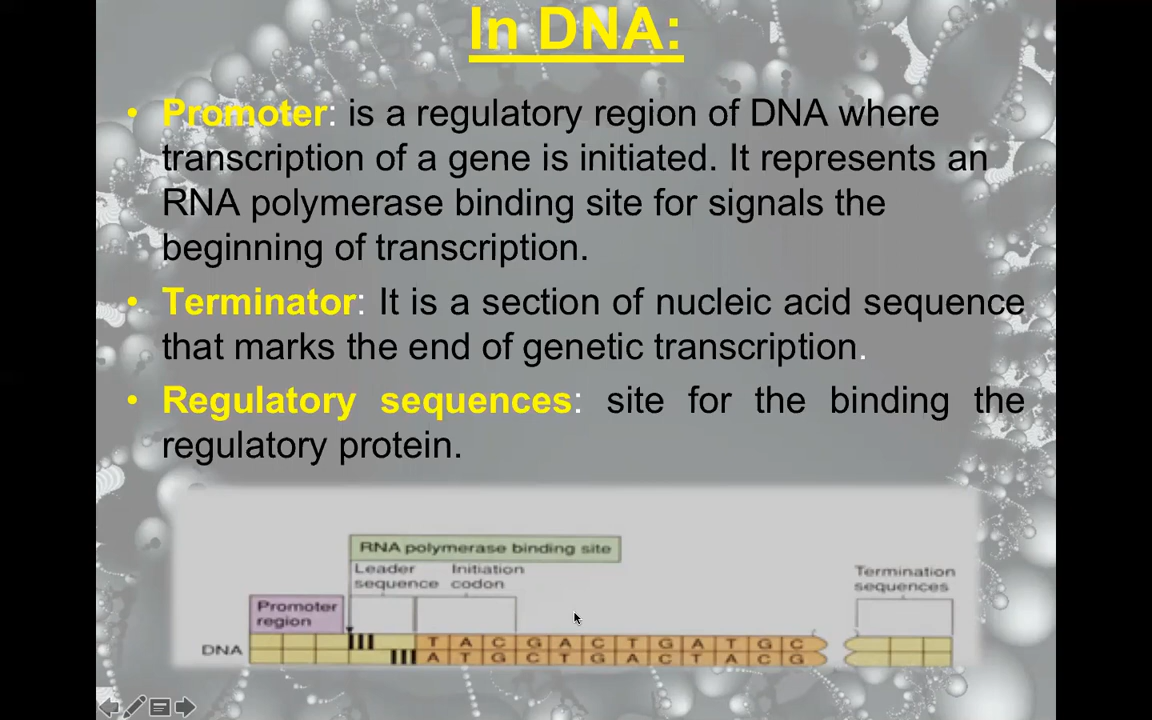 In DNA:
• Promoter: is a regulatory region of DNA where
transcription of a gene is initiated. It represents an
RNA polymerase binding site for signals the
beginning of transcription.
• Terminator: It is a section of nucleic acid sequence
that marks the end of genetic transcription.
• Regulatory sequences: site for the binding the
regulatory protein.
RNA polymerase binding site
Leader
sequence
Initiation
codon
Termination
sequences
Promoter
region
DNA
T A C G A C T G A T G C
A T G C T G A C T A C G